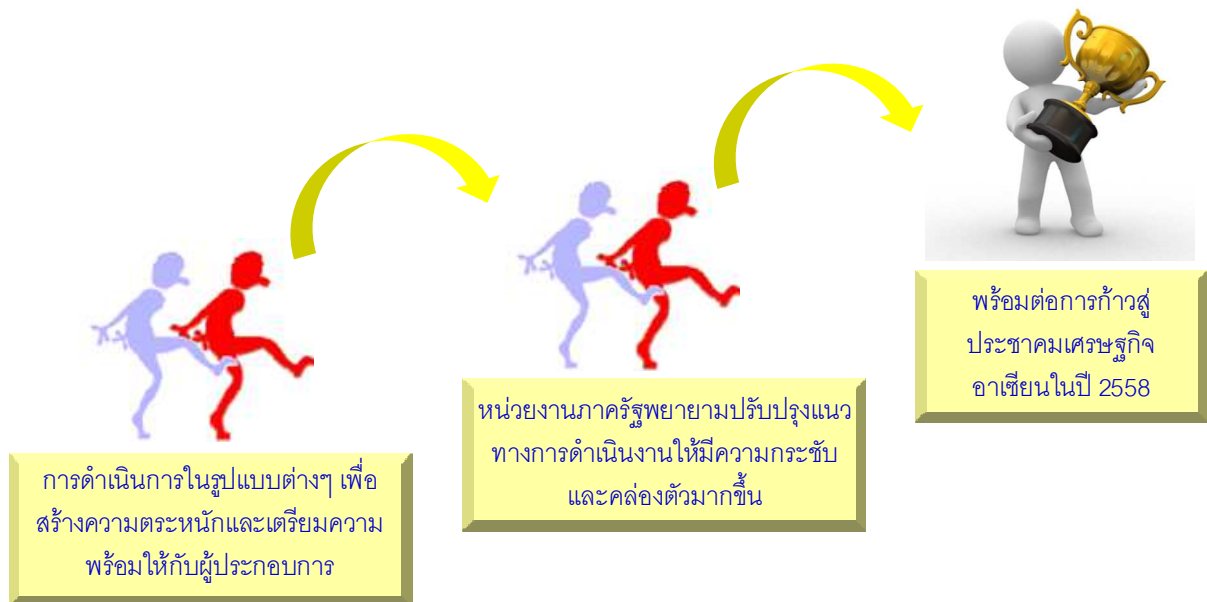 การดำเนินการในรูปแบบต่างๆ เพื่อ
สร้างความตระหนักและเตรียมความ
พร้อมให้กับผู้ประกอบการ
หน่วยงานภาครัฐพยายามปรับปรุงแนว
ทางการดำเนินงานให้มีความกระชับ
และคล่องตัวมากขึ้น
พร้อมต่อการก้าวสู่
ประชาคมเศรษฐกิจ
อาเซียนในปี 2558